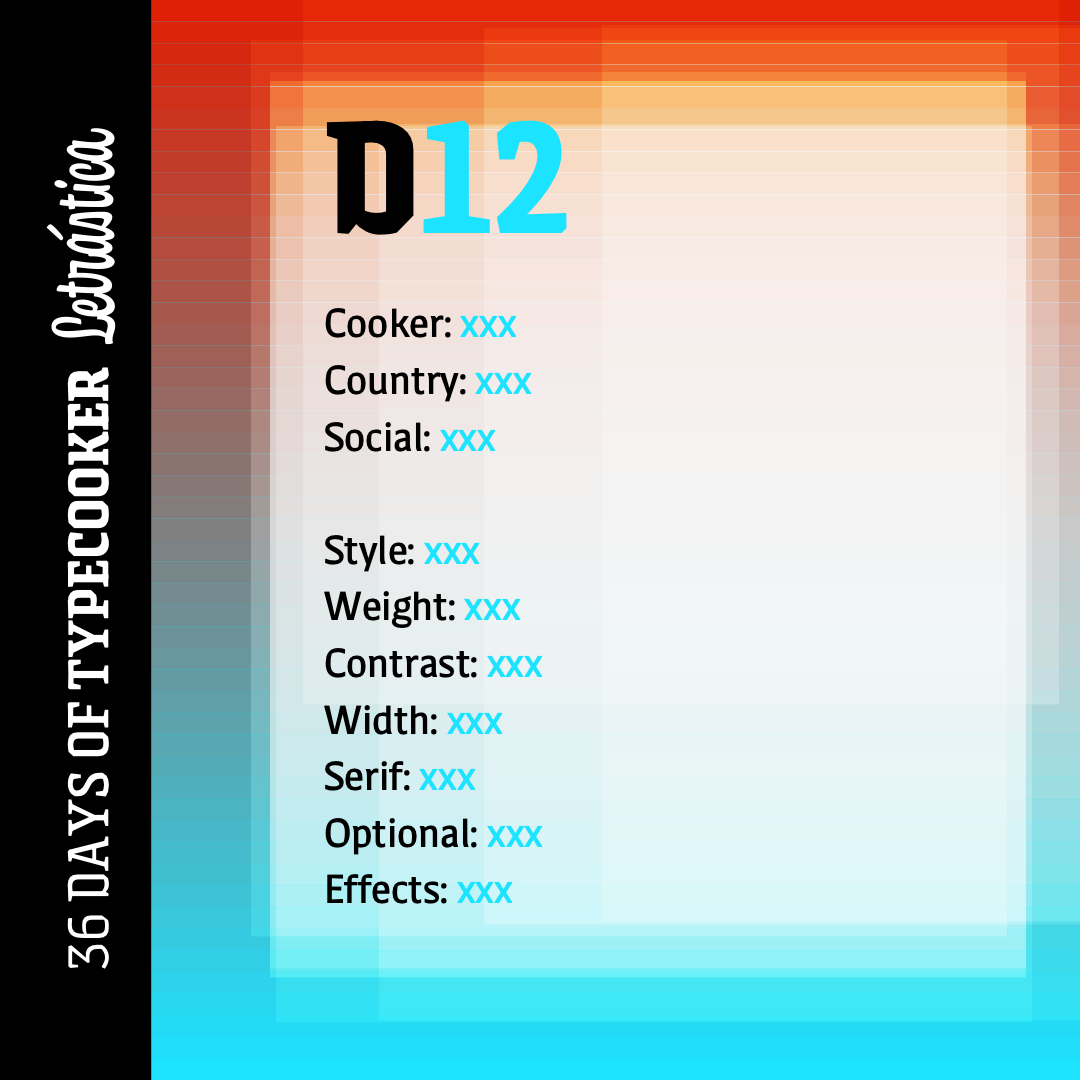 36 DAYS OF TYPECOOKER Letrástica
D12
Cooker: xxx
Country: xxx
Social: xxx
Style: xxx
Weight: xxx
Contrast: xxx
Width: xxx
Serif: xxx
Optional: xxx
Effects: xxx